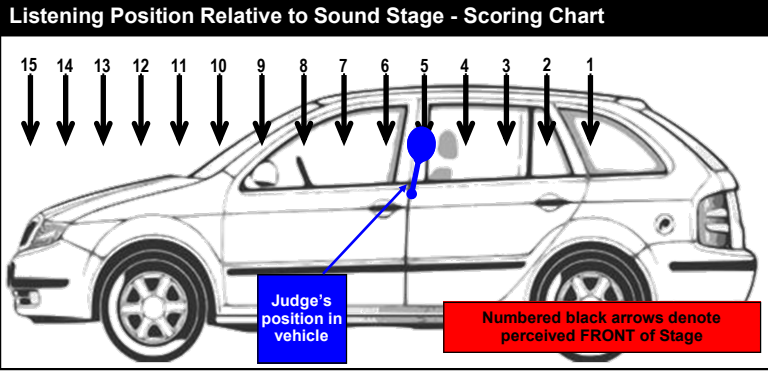 Listening Position Relative to Sound Stage - Scoring Chart
15 14 13 12 11 10 9 8 7 6 5 4 3 2 1
Judge's
position in
vehicle
Numbered black arrows denote
perceived FRONT of Stage